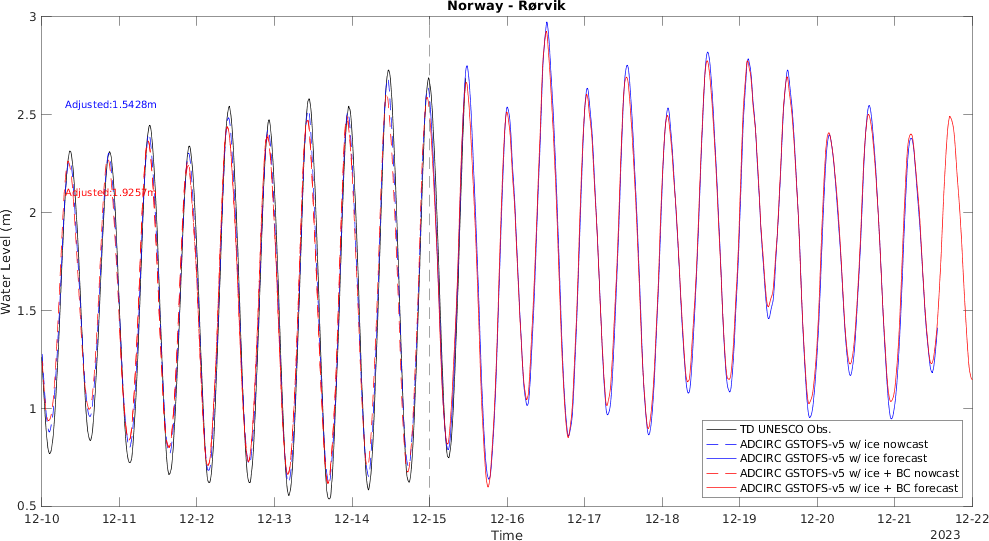 Norway - Rørvik
3
Adjusted:1.5428m
2.5
Adjusted:1.9257m
2
Water Level (m)
1.5
1
0.5
TD UNESCO Obs.
ADCIRC GSTOFS-v5 w/ ice nowcast
ADCIRC GSTOFS-v5 w/ ice forecast
ADCIRC GSTOFS-v5 w/ ice + BC nowcast
ADCIRC GSTOFS-v5 w/ ice + BC forecast
12-10 12-11 12-12 12-13 12-14 12-15 12-16 12-17 12-18 12-19 12-20 12-21 12-22
Time
2023